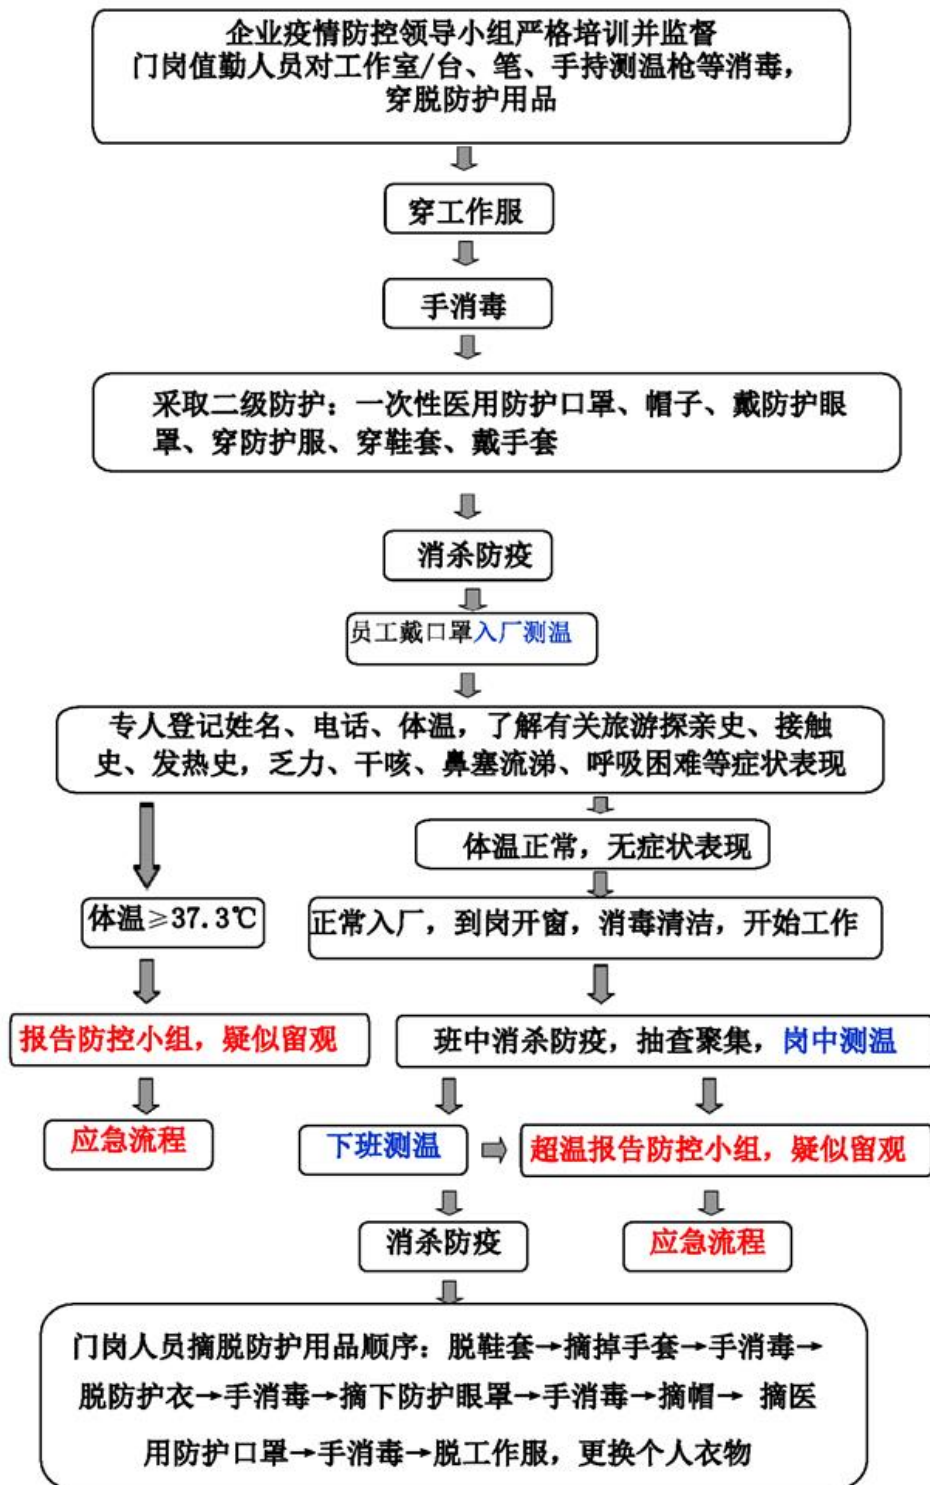 企业疫情防控领导小组严格培训并监督
门岗值勤人员对工作室/台、笔、手持测温枪等消毒，
穿脱防护用品
穿工作服
手消毒
采取二级防护：一次性医用防护口罩、帽子、戴防护眼
罩、穿防护服、穿鞋套、戴手套
消杀防疫
员工戴口罩入厂测温
专人登记姓名、电话、体温，了解有关旅游探亲史、接触
史、发热史，乏力、干咳、鼻塞流涕、呼吸困难等症状表现
体温正常，无症状表现
体温≥37.3℃
正常入厂，到岗开窗，消毒清洁，开始工作
报告防控小组，疑似留观
班中消杀防疫，抽查聚集，岗中测温
应急流程
下班测温
超温报告防控小组，疑似留观
消杀防疫
应急流程
门岗人员摘脱防护用品顺序：脱鞋套→摘掉手套→手消毒→
脱防护衣→手消毒→摘下防护眼罩→手消毒→摘帽→ 摘医
用防护口罩→手消毒→脱工作服，更换个人衣物